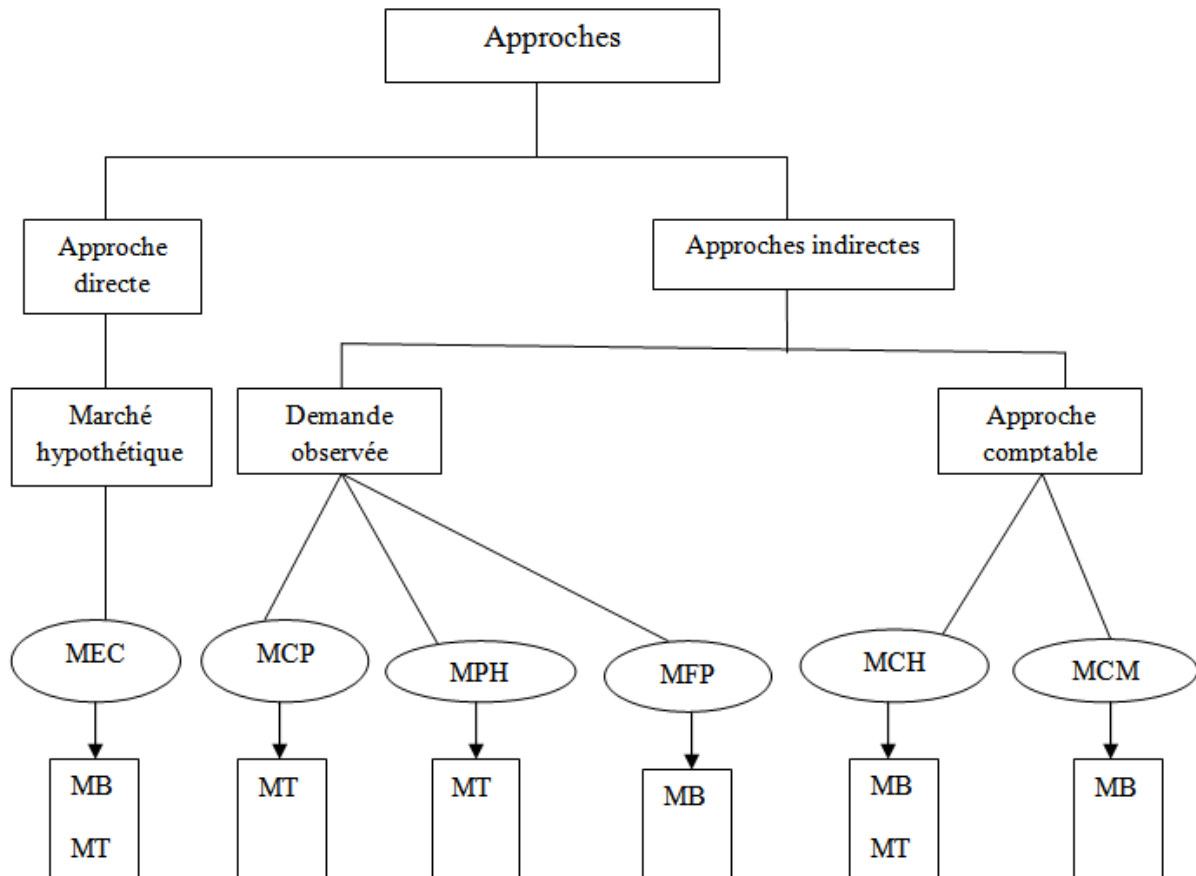 Approches
Approche
directe
Approches indirectes
Marché
hypothétique
Demande
observée
Approche
comptable
MEC
MCP
MPH
MFP
MCH
MCM
MB
MT
MT
MT
MB
MB
MT
MB